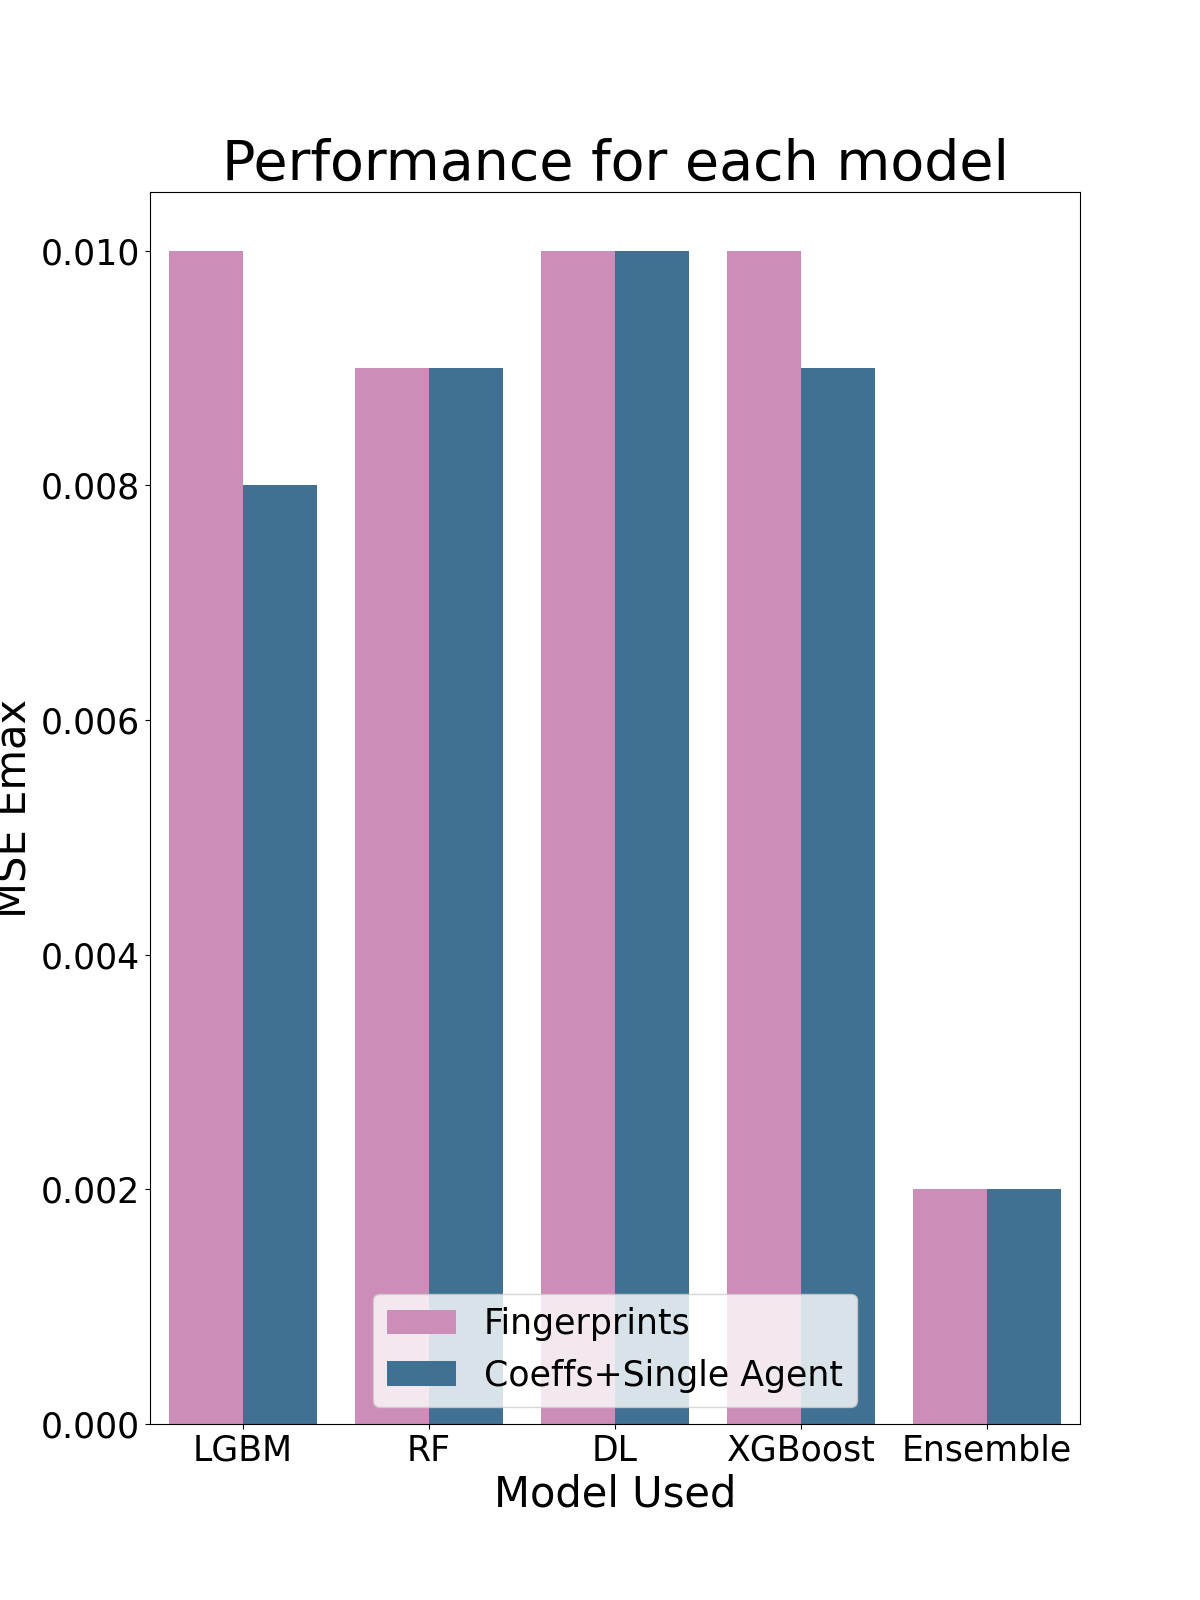 Performance for each model
0.010
0.008
0.006
0.004
0.002
0.000
MSE Emax
Fingerprints
Coeffs+Single Agent
LGBM RF DL XGBoost Ensemble
Model Used